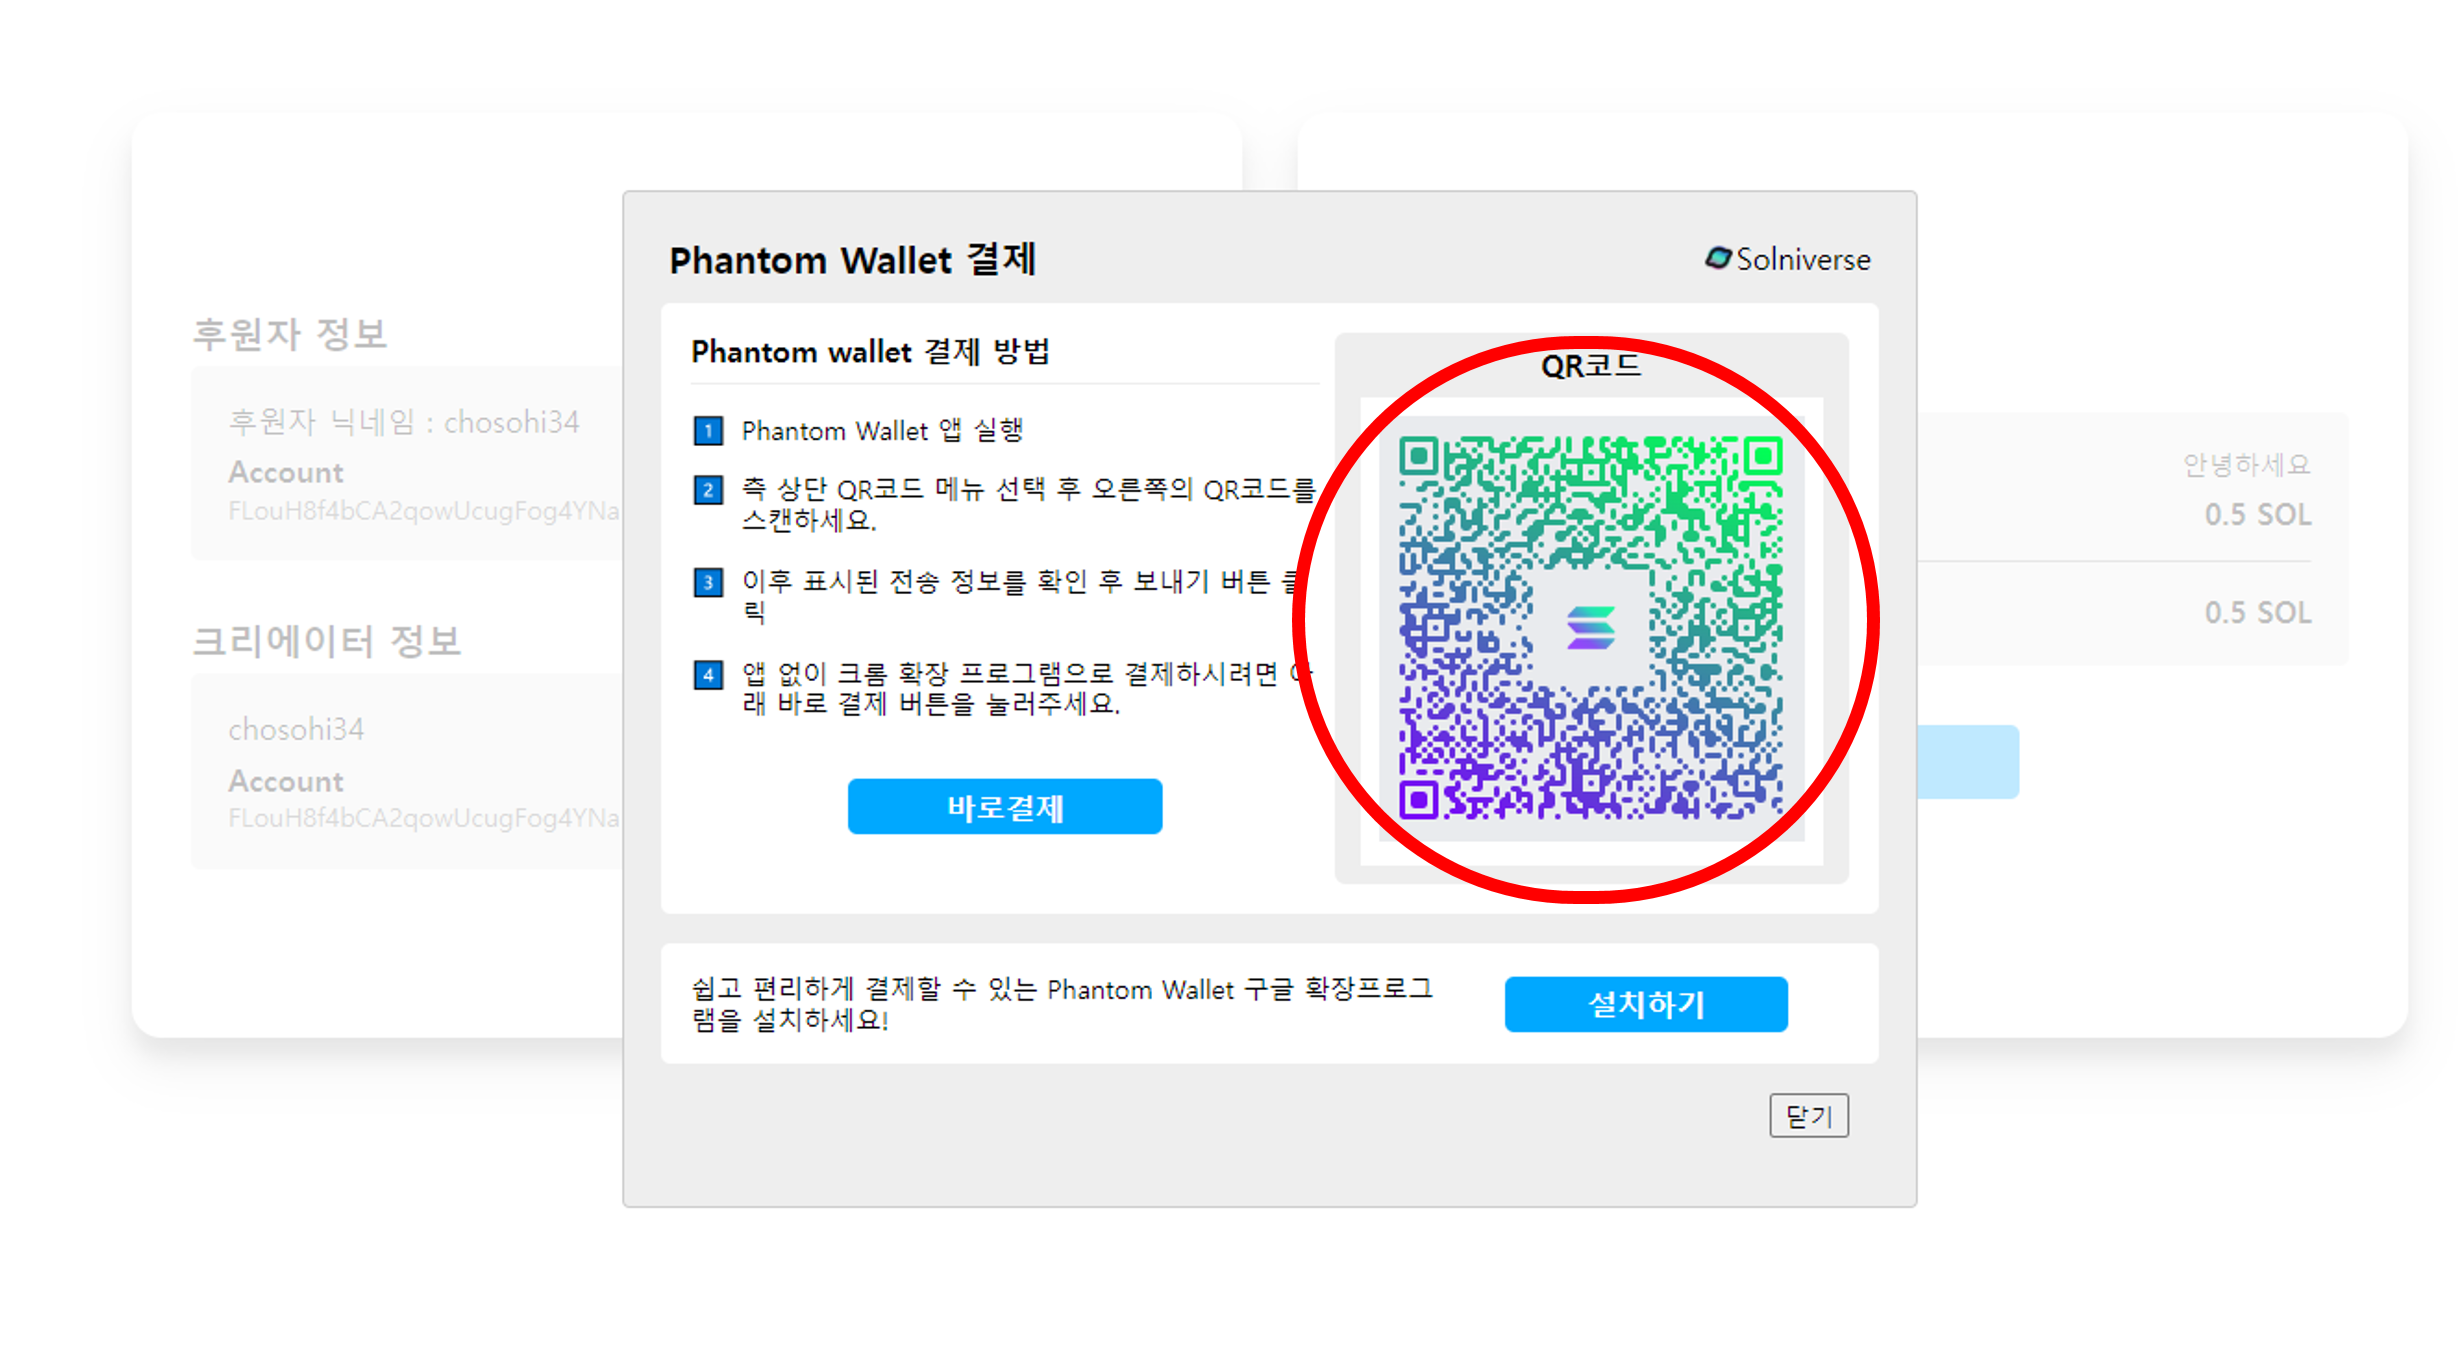 Phantom Wallet 결제
Solniverse
Phantom wallet 결제 방법
1 Phantom Wallet 앱 실행
2 측 상단 QR코드 메뉴 선택 후 오른쪽의 QR코드를
스캔하세요.
3 이후 표시된 전송 정보를 확인 후 보내기 버튼 클
릭
4 앱 없이 크롬 확장 프로그램으로 결제하시려면 아
래 바로 결제 버튼을 눌러주세요.
바로결제
QR코드
쉽고 편리하게 결제할 수 있는 Phantom Wallet 구글 확장프로그
램을 설치하세요!
설치하기
닫기
후원자 정보
후원자 닉네임 : chosohi34
Account
FLouH8f4bCA2qowUcugFog4YNa
크리에이터 정보
chosohi34
Account
FLouH8f4bCA2qowUcugFog4YNa
안녕하세요
0.5 SOL
0.5 SOL